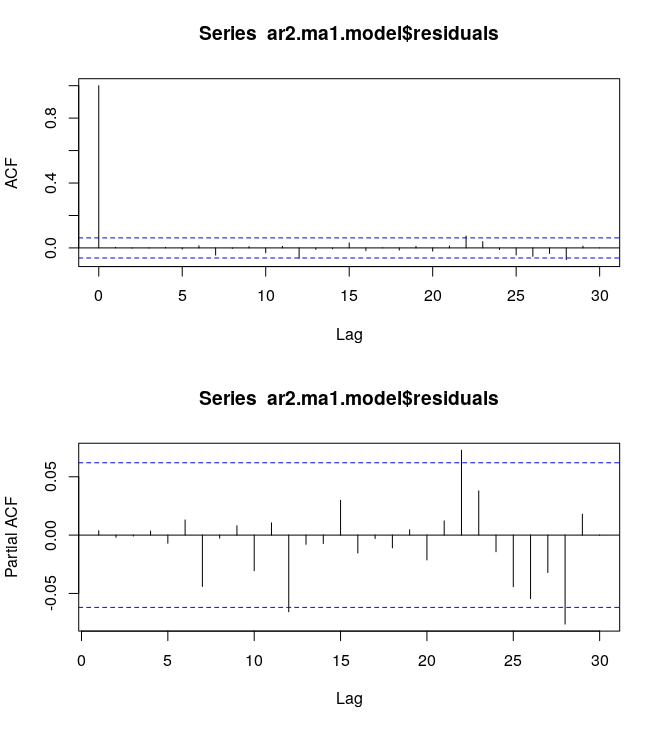 Series ar2.ma1.model$residuals
ACF
0.8
0.4
0.0
0 5 10 15 20 25 30
Lag
Series ar2.ma1.model$residuals
Partial ACF
0.05
0.00
-0.05
0 5 10 15 20 25 30
Lag